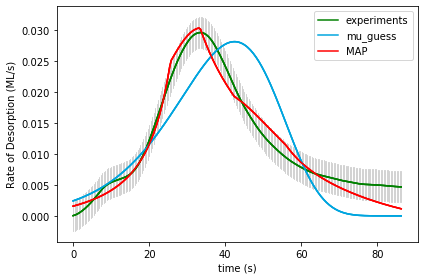 experiments
mu_guess
MAP
Rate of Desorption (ML/s)
0.030
0.025
0.020
0.015
0.010
0.005
0.000
0 20 40 60 80
time (s)